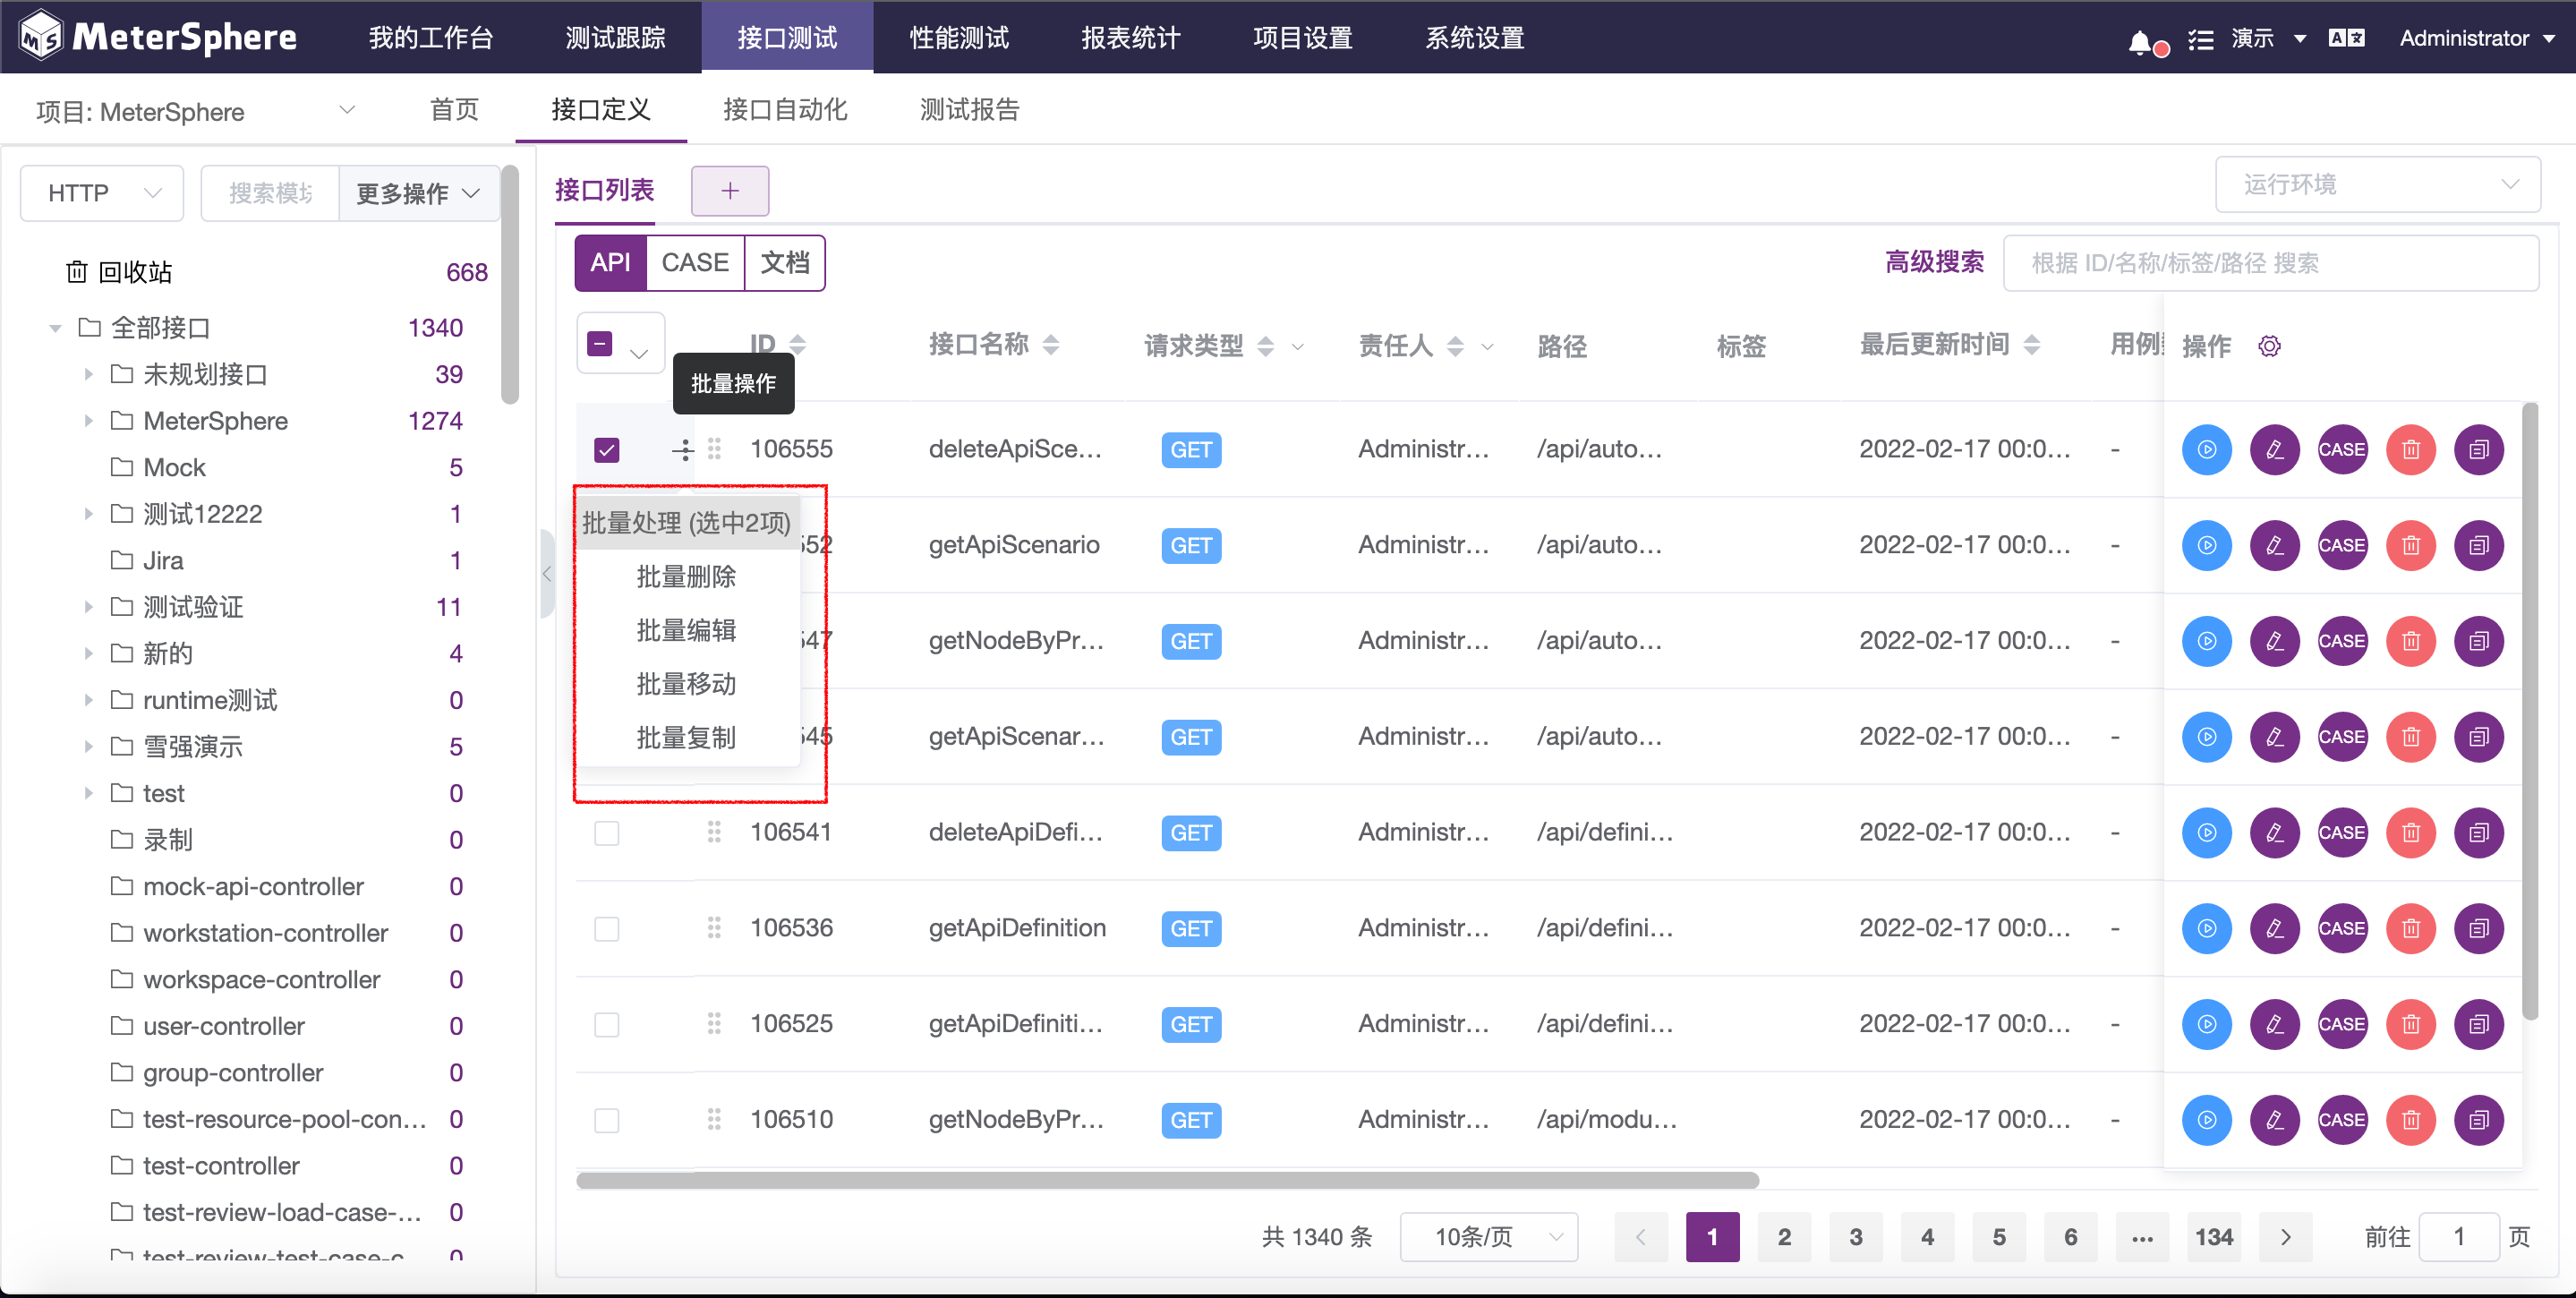 MeterSphere 我的工作台 测试跟踪 接口测试 性能测试 报表统计 项目设置 系统设置 演示 Administrator
项目: MeterSphere 首页 接口定义 接口自动化 测试报告
HTTP 搜索模块 更多操作
回收站 668
全部接口 1340
未规划接口 39
MeterSphere 1274
Mock 5
测试12222 1
Jira 1
测试验证 11
新的 4
runtime测试 0
雪强演示 5
test 0
录制 0
mock-api-controller 0
workstation-controller 0
workspace-controller 0
user-controller 0
group-controller 0
test-resource-pool-con... 0
test-controller 0
test-review-load-case-... 0
test-review-test-case-c 0
接口列表 + 运行环境
API CASE 文档 高级搜索 根据 ID/名称/标签/路径 搜索
ID 接口名称 请求类型 责任人 路径 标签 最后更新时间 用例 操作
批量操作
106555 deleteApiSce... GET Administr... /api/auto... 2022-02-17 00:0... - CASE
批量处理 (选中2项)
批量删除
批量编辑
批量移动
批量复制
52 getApiScenario GET Administr... /api/auto... 2022-02-17 00:0... - CASE
547 getNodeByPr... GET Administr... /api/auto... 2022-02-17 00:0... - CASE
545 getApiScenar... GET Administr... /api/auto... 2022-02-17 00:0... - CASE
106541 deleteApiDefi... GET Administr... /api/defini... 2022-02-17 00:0... - CASE
106536 getApiDefinition GET Administr... /api/defini... 2022-02-17 00:0... - CASE
106525 getApiDefiniti... GET Administr... /api/defini... 2022-02-17 00:0... - CASE
106510 getNodeByPr... GET Administr... /api/modu... 2022-02-17 00:0... - CASE
共 1340 条 10条/页 < 1 2 3 4 5 6 ... 134 > 前往 1 页